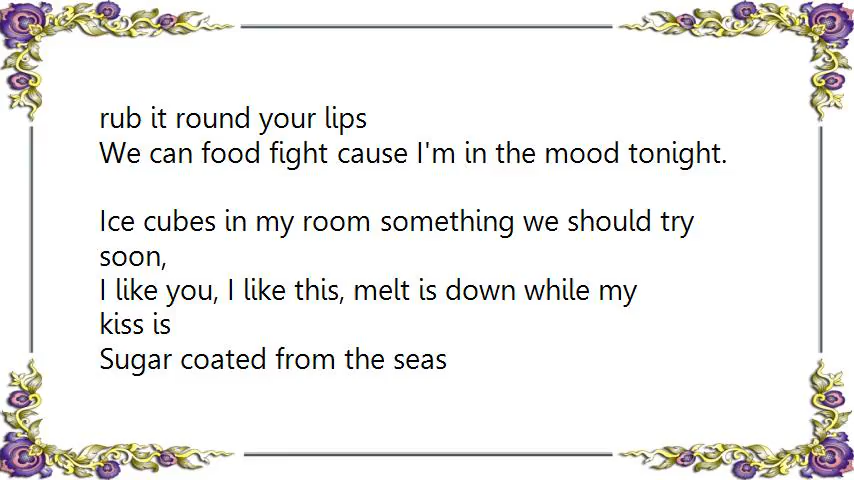 rub it round your lips
We can food fight cause I'm in the mood tonight.
Ice cubes in my room something we should try
soon,
I like you, I like this, melt is down while my
kiss is
Sugar coated from the seas